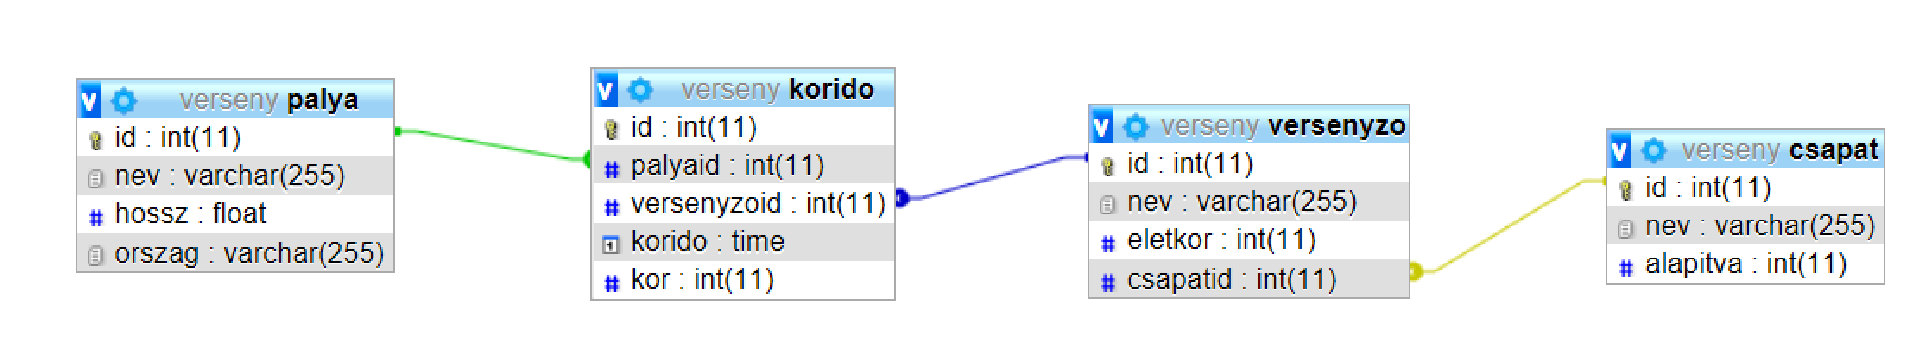 verseny palya
id : int(11)
nev : varchar(255)
hossz : float
orszag : varchar(255)
verseny korido
id : int(11)
palyaid : int(11)
versenyzoid : int(11)
korido : time
kor : int(11)
verseny versenyzo
id : int(11)
nev : varchar(255)
eletkor : int(11)
csapatid : int(11)
verseny csapat
id : int(11)
nev : varchar(255)
alapitva : int(11)